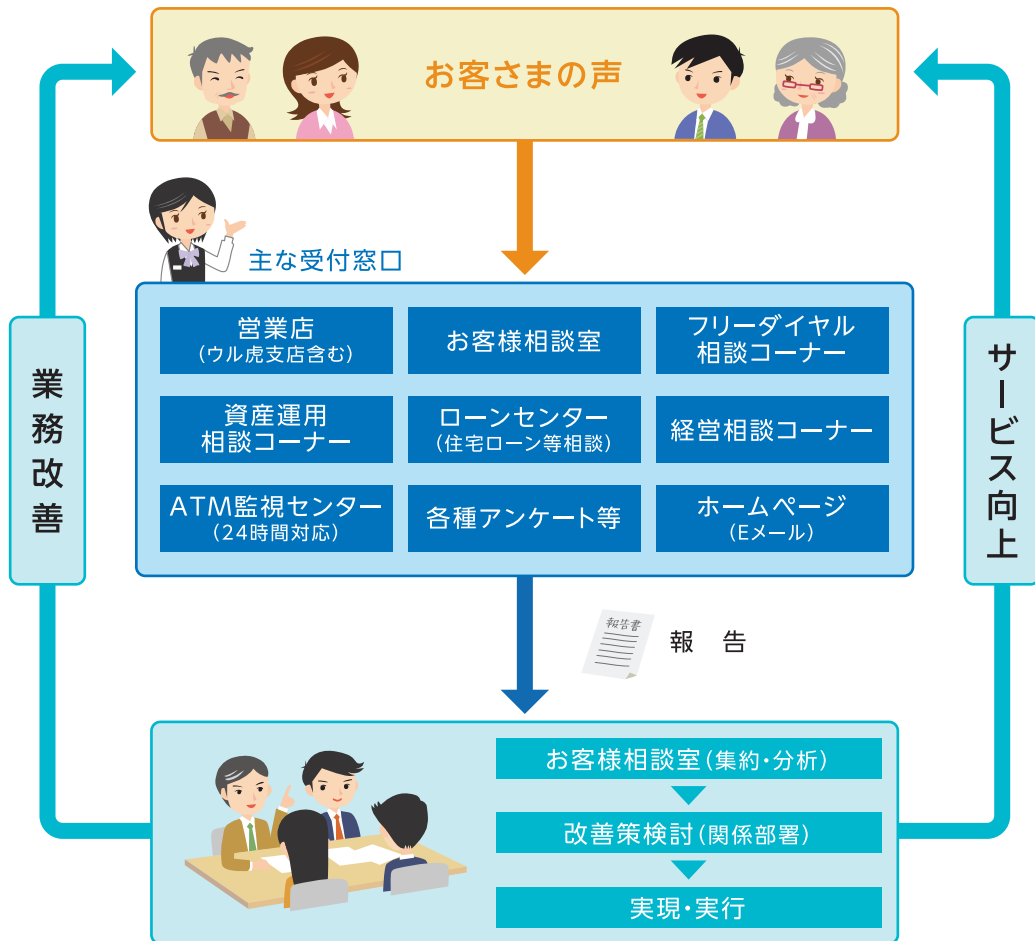 お客さまの声
主な受付窓口
営業店
(ウル虎支店含む)
お客様相談室
フリーダイヤル
相談コーナー
資産運用
相談コーナー
ローンセンター
(住宅ローン等相談)
経営相談コーナー
ATM監視センター
(24時間対応)
各種アンケート等
ホームページ
(Eメール)
業務改善
サービス向上
報告書
報 告
お客様相談室(集約・分析)
改善策検討(関係部署)
実現・実行